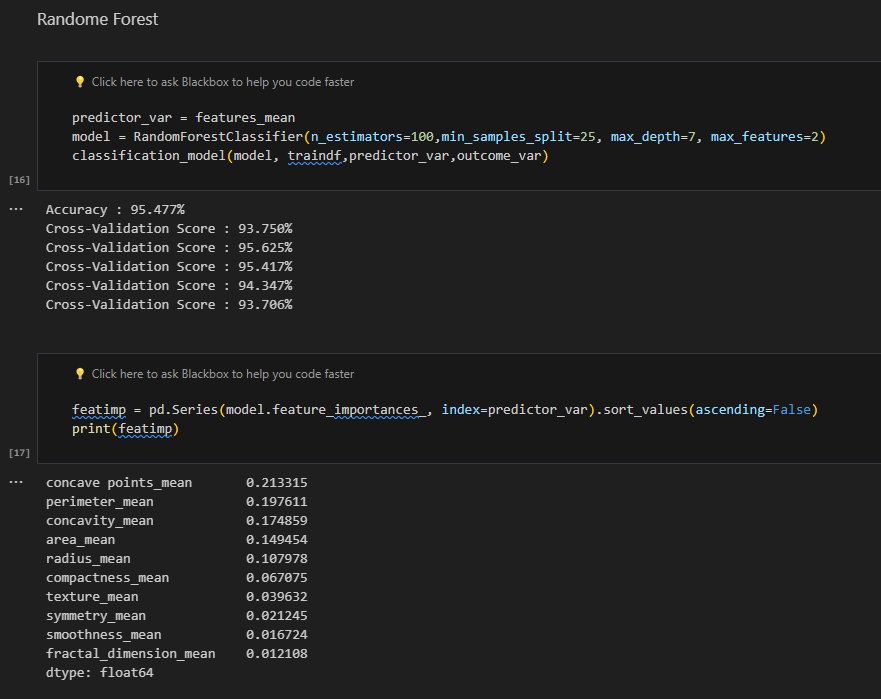 Randome Forest
💡 Click here to ask Blackbox to help you code faster
predictor_var = features_mean
model = RandomForestClassifier(n_estimators=100,min_samples_split=25, max_depth=7, max_features=2)
classification_model(model, traindf,predictor_var,outcome_var)
[16]
... Accuracy : 95.477%
Cross-Validation Score : 93.750%
Cross-Validation Score : 95.625%
Cross-Validation Score : 95.417%
Cross-Validation Score : 94.347%
Cross-Validation Score : 93.706%
💡 Click here to ask Blackbox to help you code faster
featimp = pd.Series(model.feature_importances_, index=predictor_var).sort_values(ascending=False)
print(featimp)
[17]
... concave points_mean 0.213315
perimeter_mean 0.197611
concavity_mean 0.174859
area_mean 0.149454
radius_mean 0.107978
compactness_mean 0.067075
texture_mean 0.039632
symmetry_mean 0.021245
smoothness_mean 0.016724
fractal_dimension_mean 0.012108
dtype: float64